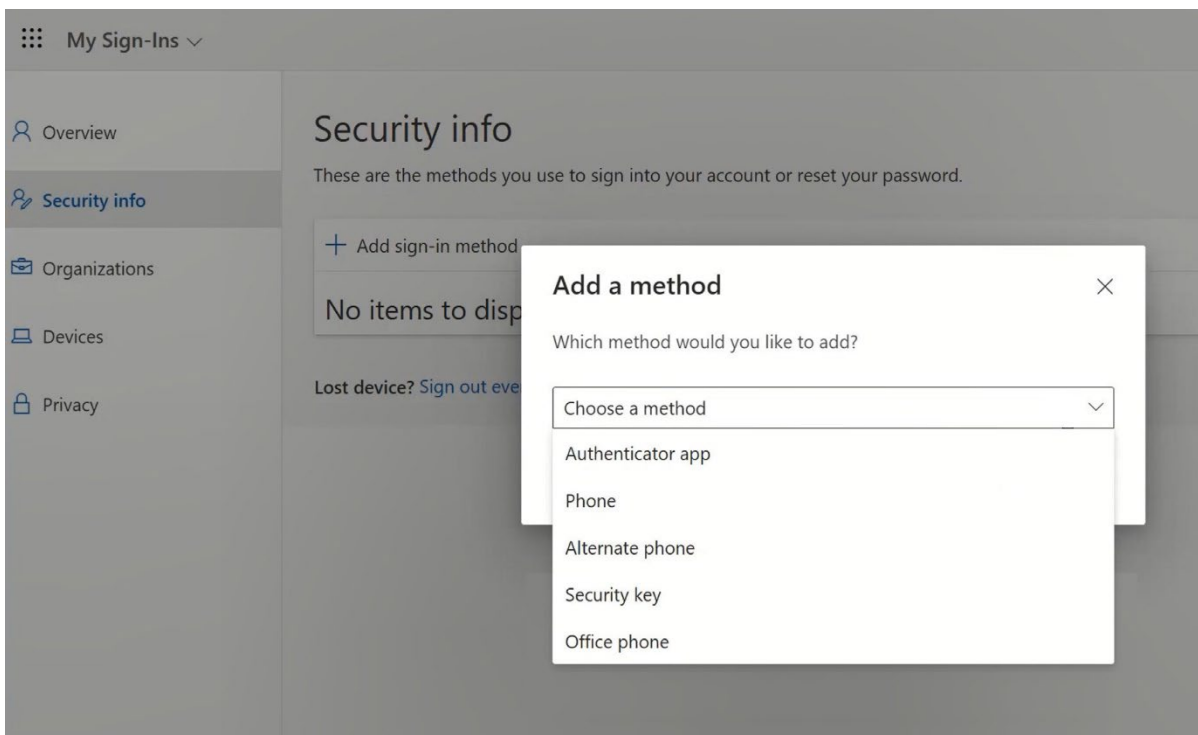 My Sign-Ins
Overview
Security info
Organizations
Devices
Privacy
Security info
These are the methods you use to sign into your account or reset your password.
Add sign-in method
No items to disp
Lost device? Sign out eve
Add a method
Which method would you like to add?
Choose a method
Authenticator app
Phone
Alternate phone
Security key
Office phone